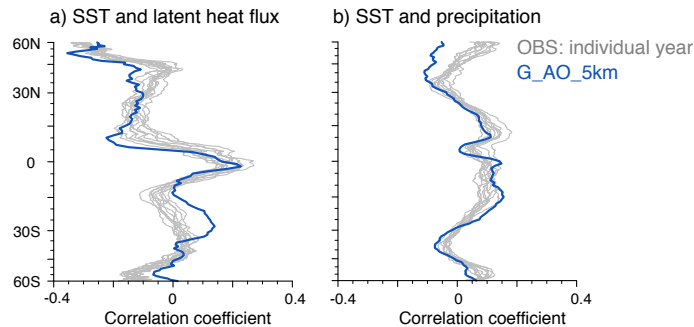 a) SST and latent heat flux
b) SST and precipitation
OBS: individual year
G_AO_5km
60N
30N
0
30S
60S
-0.4
0
0.4
-0.4
0
0.4
Correlation coefficient
Correlation coefficient